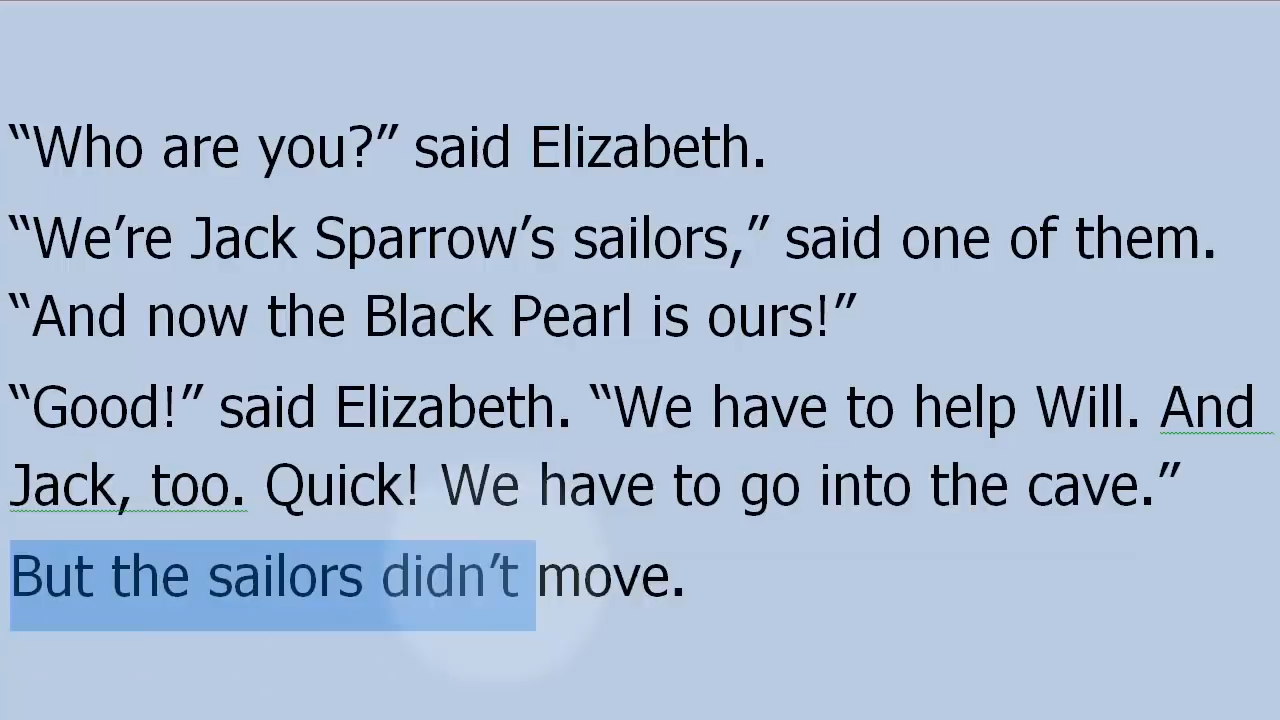 “Who are you?” said Elizabeth.
“We’re Jack Sparrow’s sailors,” said one of them.
“And now the Black Pearl is ours!”
“Good!” said Elizabeth. “We have to help Will. And
Jack, too. Quick! We have to go into the cave.”
But the sailors didn’t move.